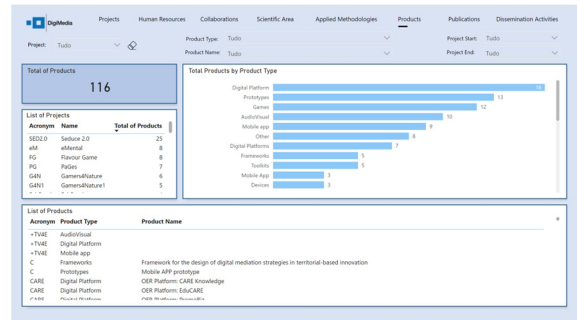 DigiMedia Projects Human Resources Collaborations Scientific Area Applied Methodologies Products Publications Dissemination Activities
Project: Tudo Product Type: Tudo Project Start: Tudo
Product Name: Tudo Project End: Tudo
Total of Products
116
List of Projects
Acronym Name Total of Products
SED2.0 Seduce 2.0 25
eM eMental 8
FG Flavour Game 8
PG PaGes 7
G4N Gamers4Nature 6
G4N1 Gamers4Nature1 5
Total Products by Product Type
Digital Platform 16
Prototypes 13
Games 12
AudioVisual 10
Mobile app 9
Other 8
Digital Platforms 7
Frameworks 5
Toolkits 5
Mobile App 3
Devices 3
List of Products
Acronym Product Type Product Name
+TV4E AudioVisual
+TV4E Digital Platform
+TV4E Mobile app
C Frameworks Framework for the design of digital mediation strategies in territorial-based innovation
C Prototypes Mobile APP prototype
CARE Digital Platform OER Platform: CARE Knowledge
CARE Digital Platform OER Platform: EduCARE
CARE Digital Platform OER Platform: